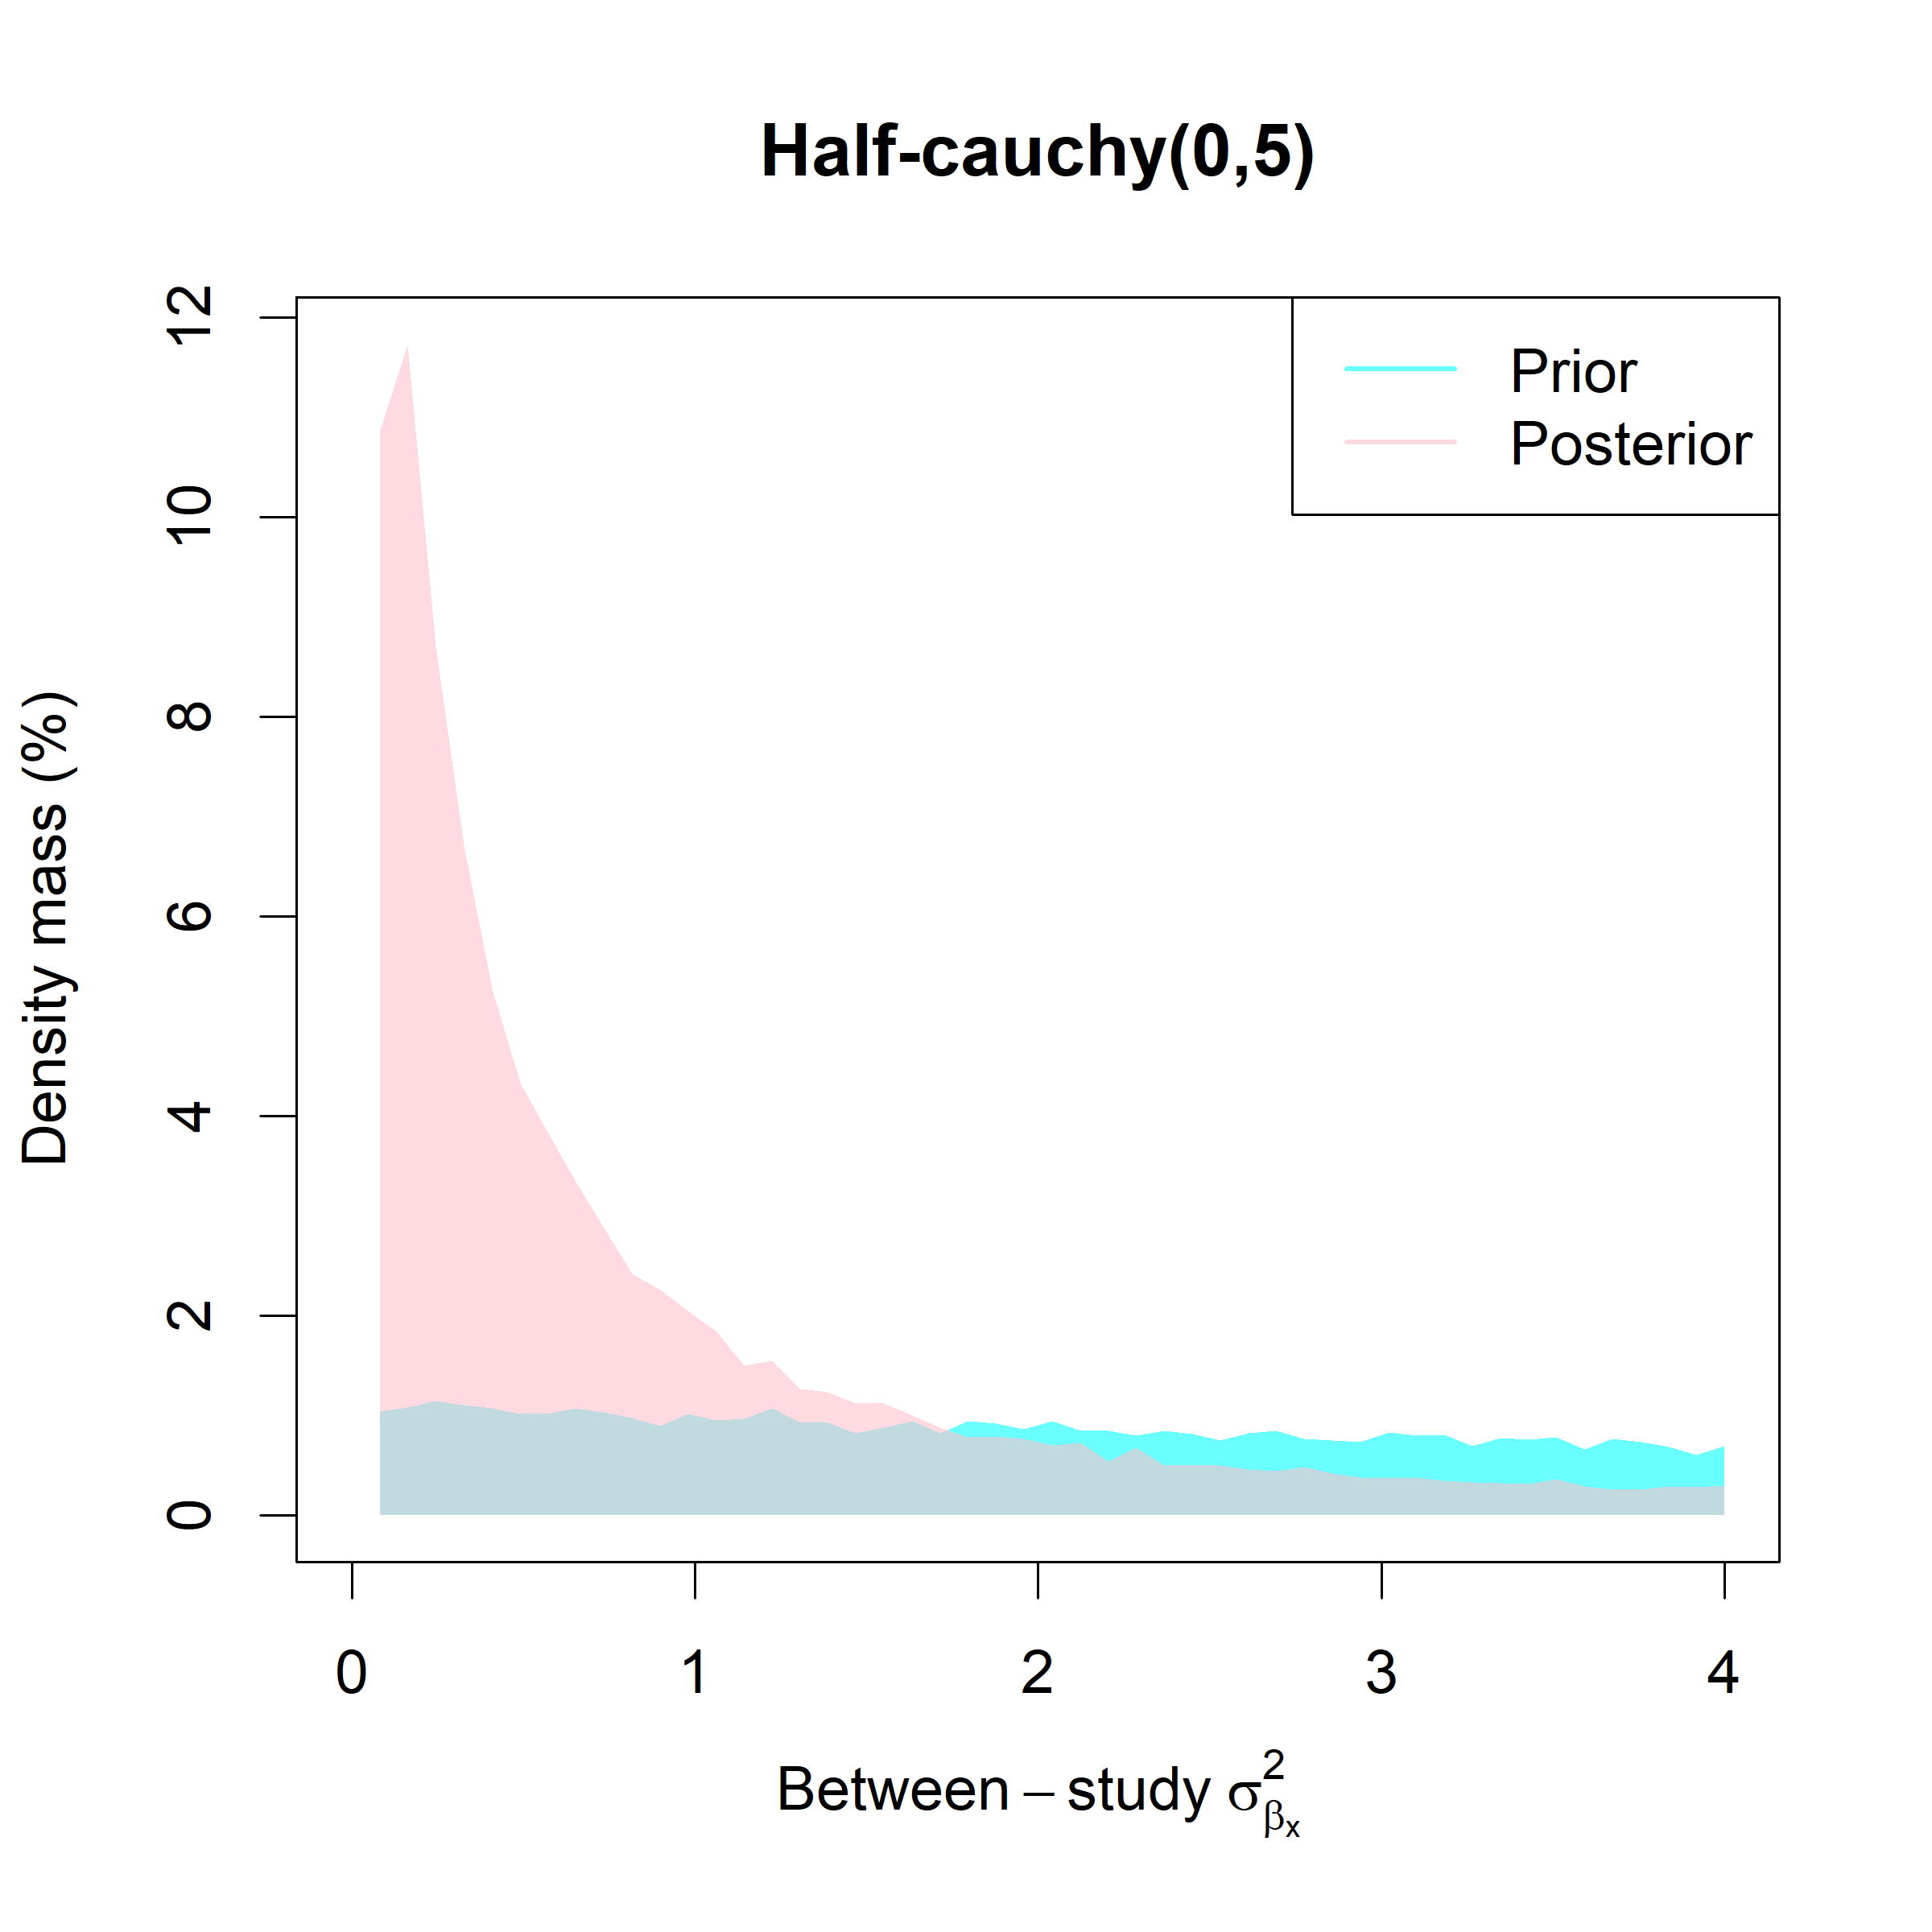 Half-cauchy(0,5)
12
10
8
6
4
2
0
Density mass (%)
Prior
Posterior
0 1 2 3 4
Between – study σ²βx